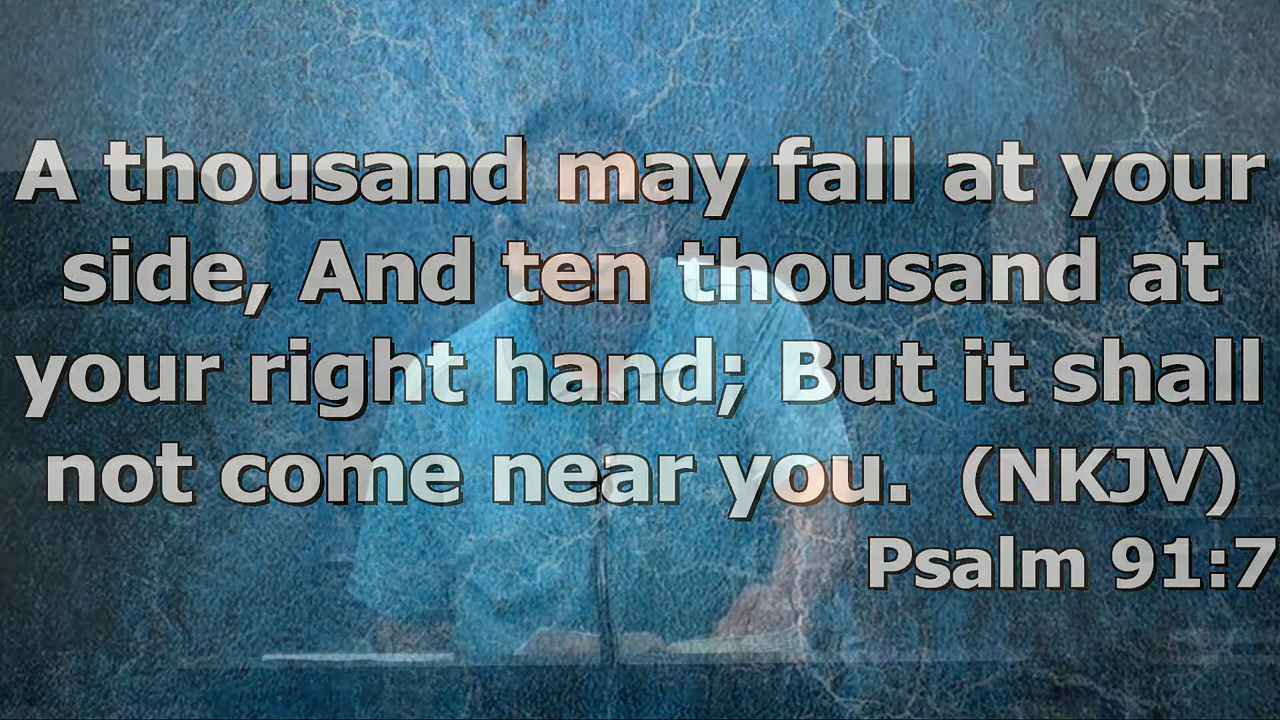 A thousand may fall at your
side, And ten thousand at
your right hand; But it shall
not come near you.  (NKJV)
Psalm 91:7